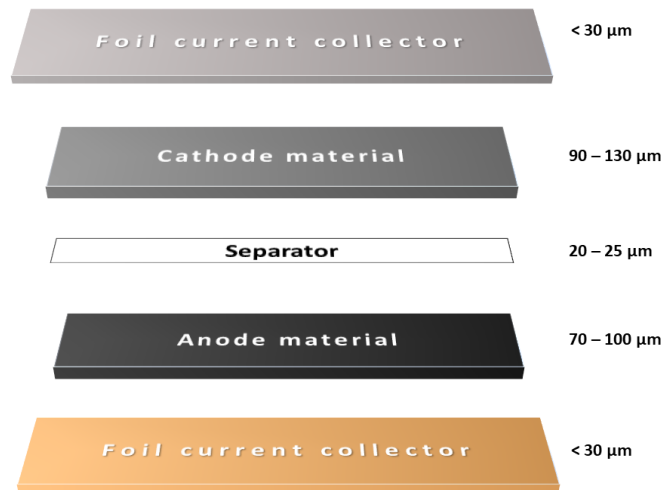 Foil current collector
< 30 µm
Cathode material
90 – 130 µm
Separator
20 – 25 µm
Anode material
70 – 100 µm
Foil current collector
< 30 µm